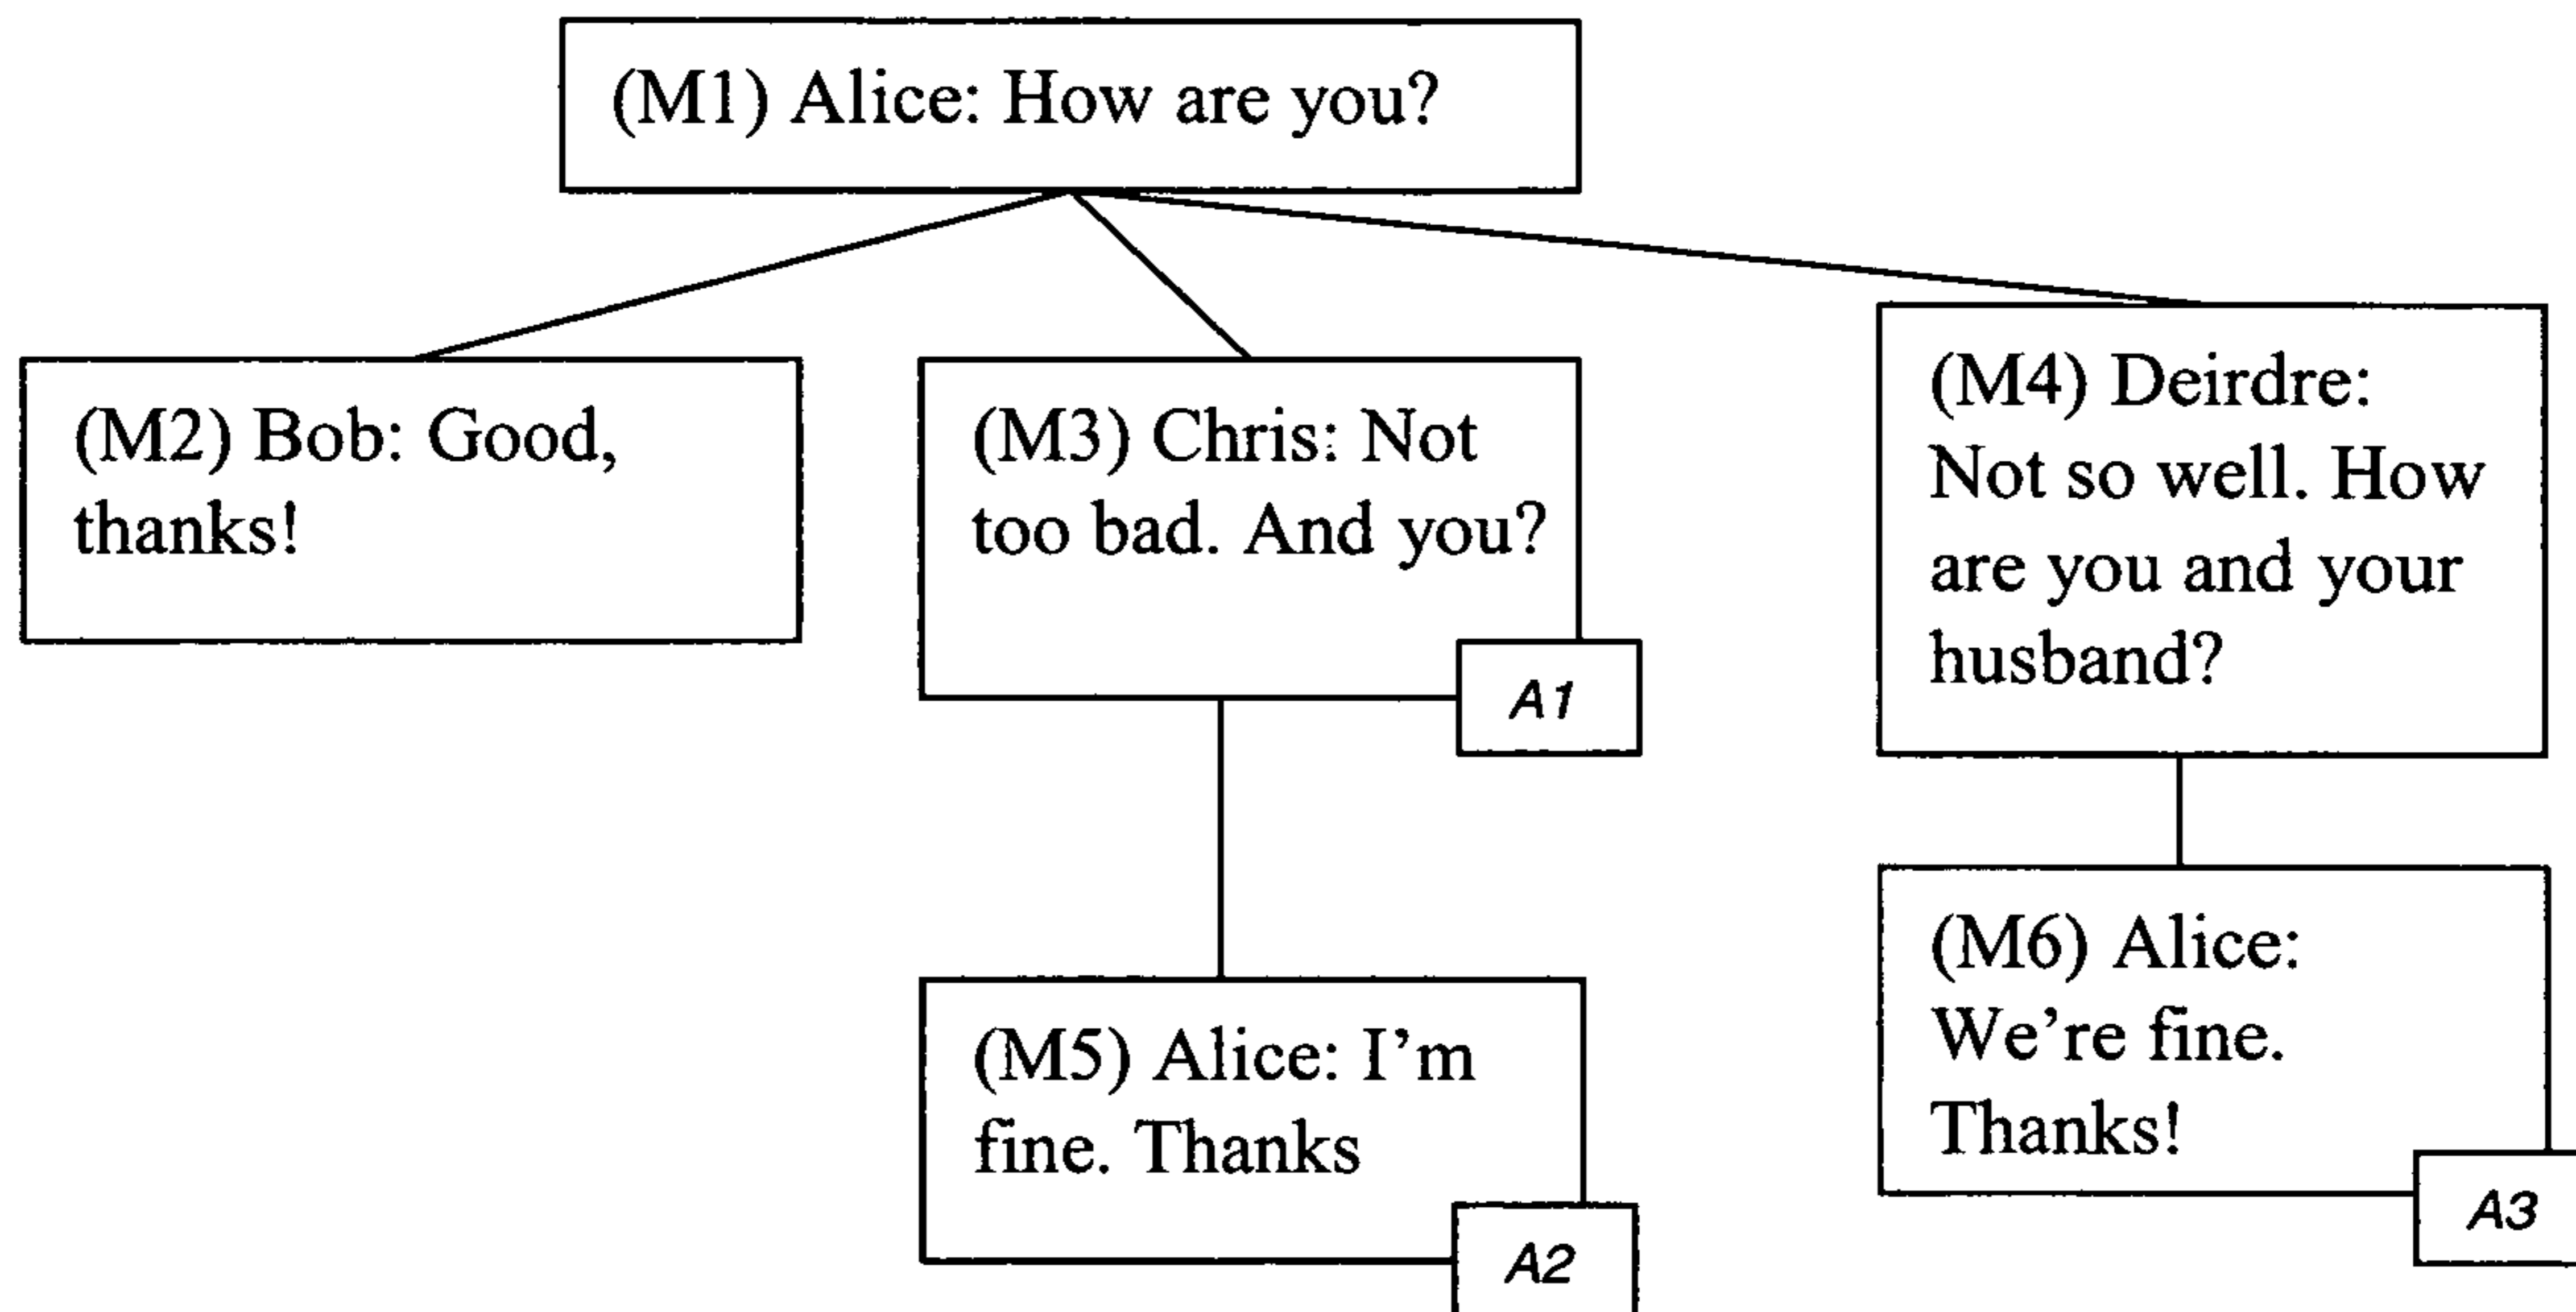 (M1) Alice: How are you?
(M2) Bob: Good,
thanks!
(M3) Chris: Not
too bad. And you?
A1
(M4) Deirdre:
Not so well. How
are you and your
husband?
(M5) Alice: I'm
fine. Thanks
A2
(M6) Alice:
We're fine.
Thanks!
A3